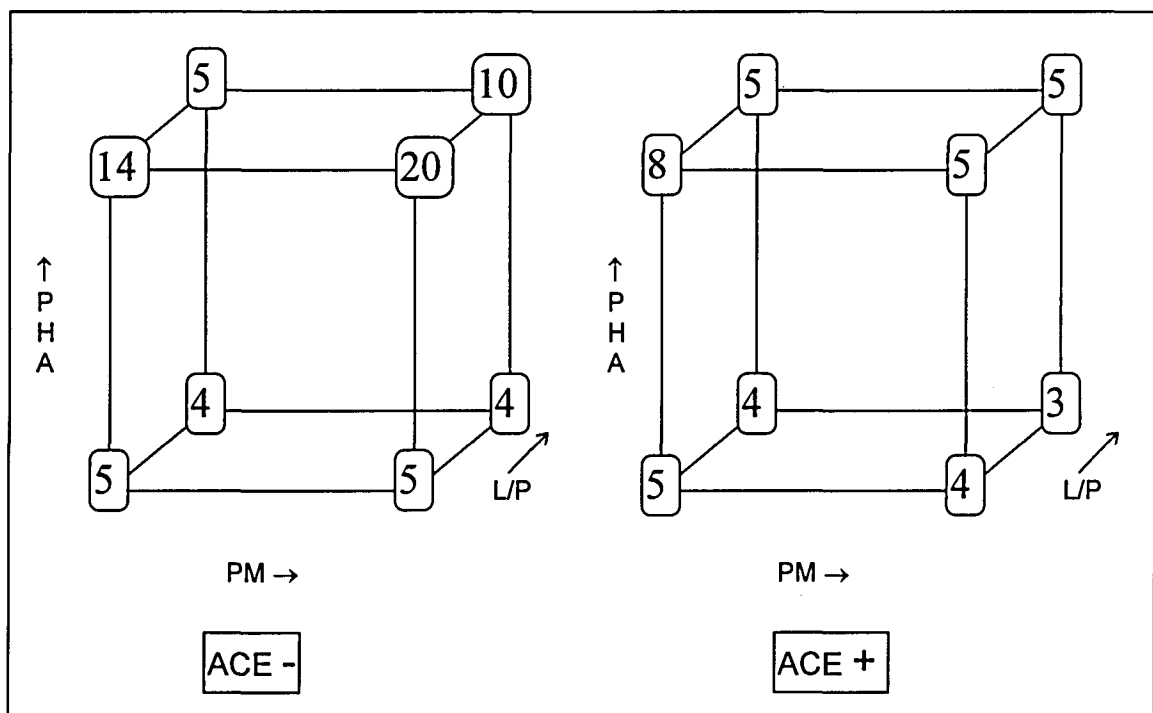 5 10 5 5
14 20 8 5
↑ ↑
P P
H H
A A
4 4 4 3
5 5 5 4
L/P L/P
PM → PM →
ACE - ACE +